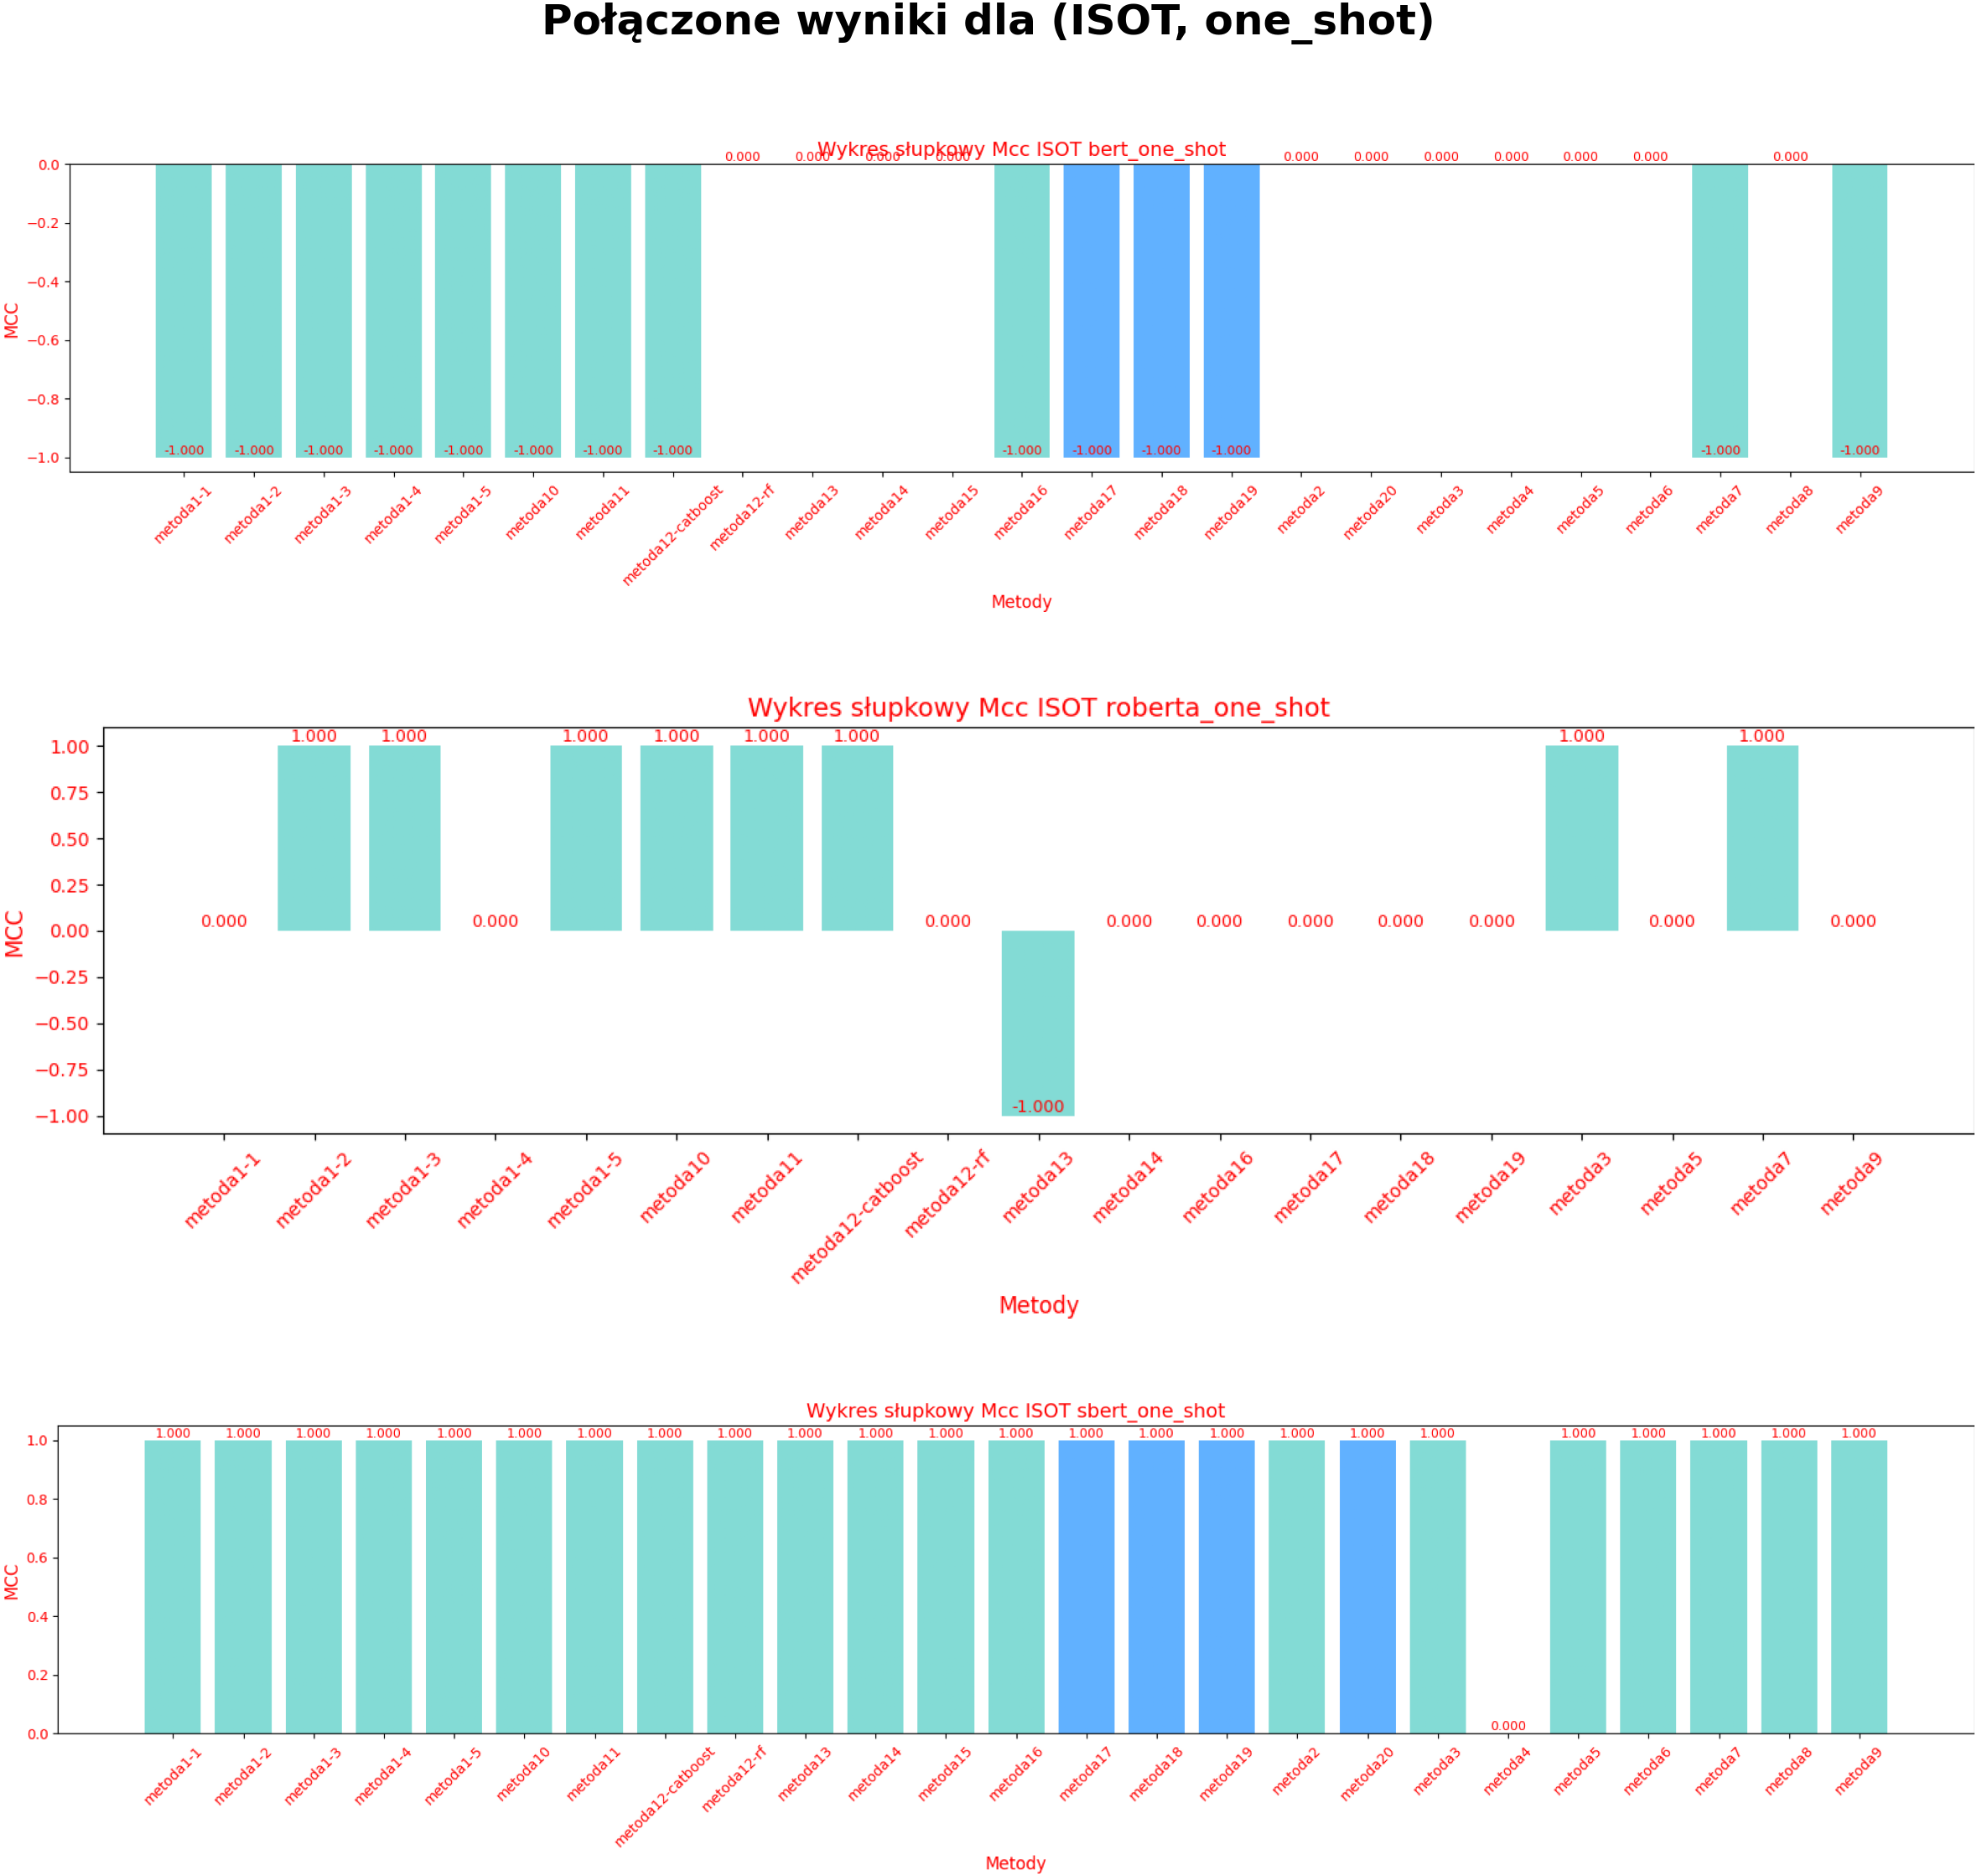 Połączone wyniki dla (ISOT, one_shot)
Wykres słupkowy Mcc ISOT bert_one_shot
0.000 0.000 0.000 0.000 0.000 0.000 0.000 0.000 0.000 0.000 0.000
0.0
−0.2
−0.4
−0.6
−0.8
−1.0
MCC
-1.000 -1.000 -1.000 -1.000 -1.000 -1.000 -1.000 -1.000 -1.000 -1.000 -1.000 -1.000 -1.000 -1.000
metoda1-1 metoda1-2 metoda1-3 metoda1-4 metoda1-5 metoda10 metoda11 metoda12-catboost metoda12-rf metoda13 metoda14 metoda15 metoda16 metoda17 metoda18 metoda19 metoda2 metoda20 metoda3 metoda4 metoda5 metoda6 metoda7 metoda8 metoda9
Metody
Wykres słupkowy Mcc ISOT roberta_one_shot
1.000 1.000 1.000 1.000 1.000 1.000 1.000 1.000
1.00
0.75
0.50
0.25
0.00
−0.25
−0.50
−0.75
−1.00
MCC
0.000 0.000 0.000 0.000 0.000 0.000 0.000 0.000 0.000 0.000
-1.000
metoda1-1 metoda1-2 metoda1-3 metoda1-4 metoda1-5 metoda10 metoda11 metoda12-catboost metoda12-rf metoda13 metoda14 metoda16 metoda17 metoda18 metoda19 metoda3 metoda5 metoda7 metoda9
Metody
Wykres słupkowy Mcc ISOT sbert_one_shot
1.000 1.000 1.000 1.000 1.000 1.000 1.000 1.000 1.000 1.000 1.000 1.000 1.000 1.000 1.000 1.000 1.000 1.000 1.000 1.000 1.000 1.000 1.000 1.000
1.0
0.8
0.6
0.4
0.2
0.0
MCC
0.000
metoda1-1 metoda1-2 metoda1-3 metoda1-4 metoda1-5 metoda10 metoda11 metoda12-catboost metoda12-rf metoda13 metoda14 metoda15 metoda16 metoda17 metoda18 metoda19 metoda2 metoda20 metoda3 metoda4 metoda5 metoda6 metoda7 metoda8 metoda9
Metody